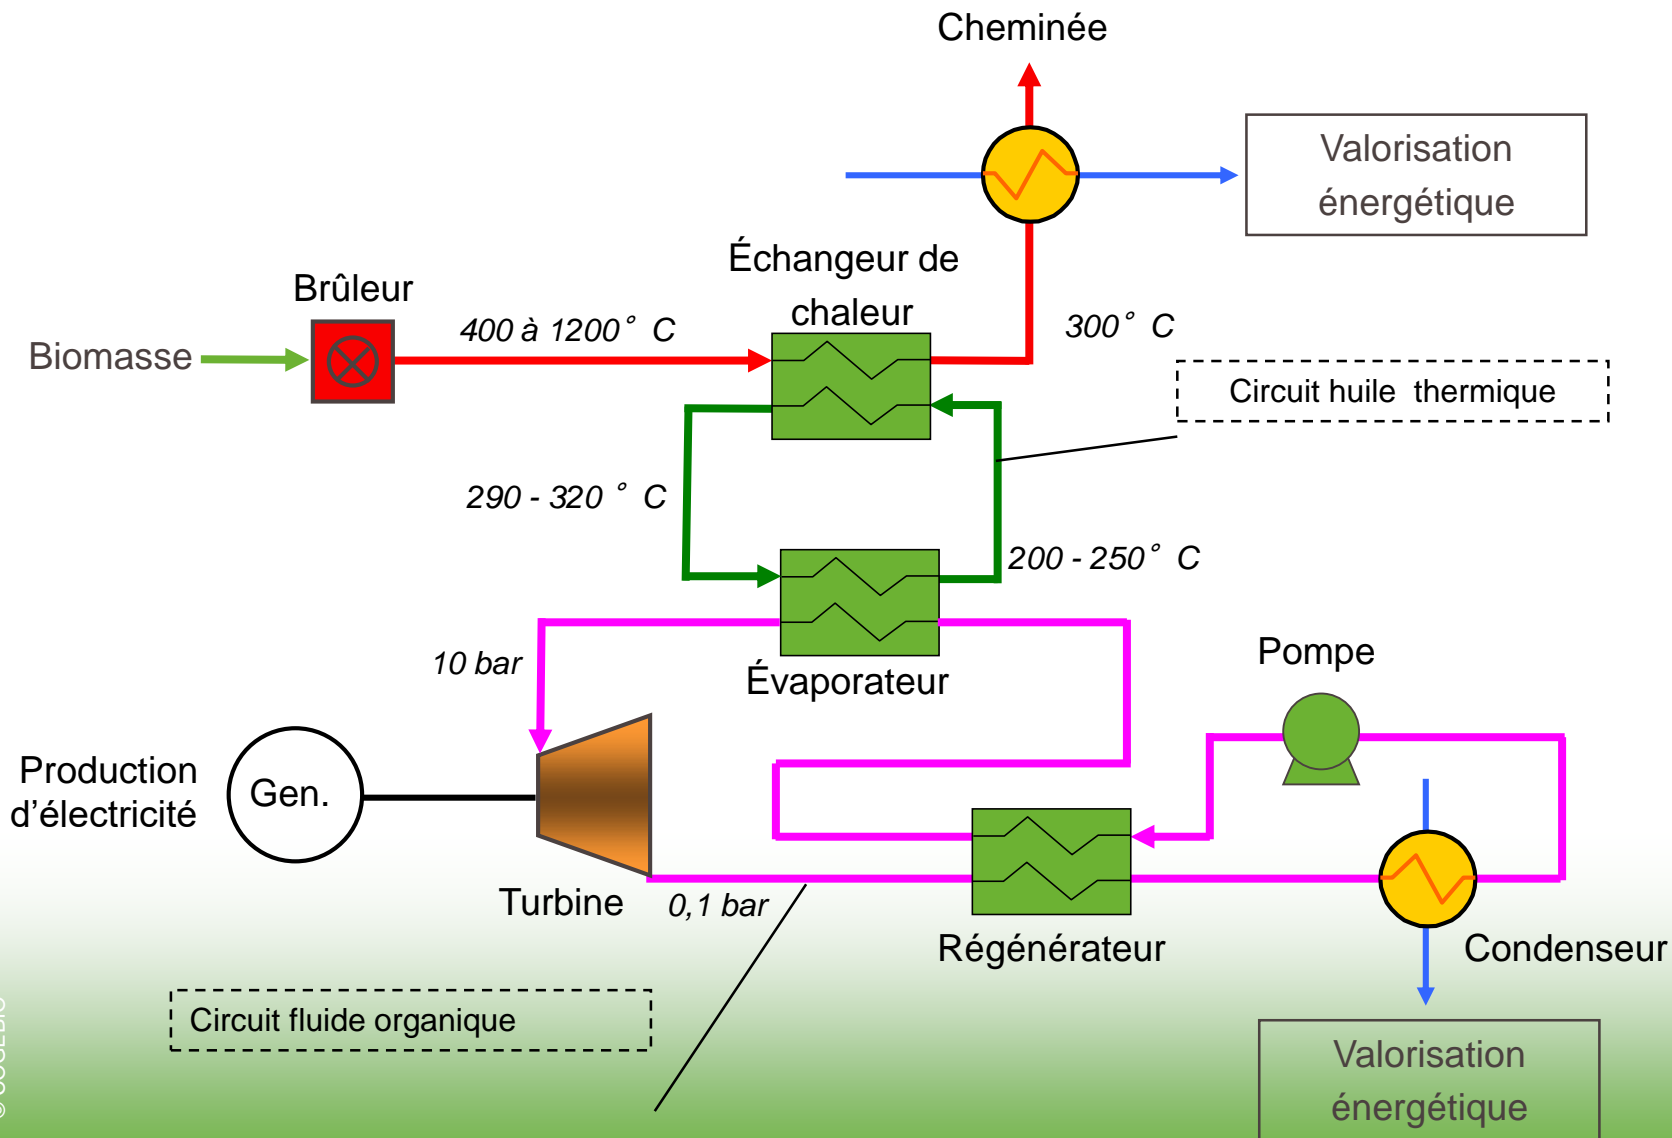 Cheminée
Valorisation
énergétique
Échangeur de
chaleur
Brûleur
400 à 1200° C
300° C
Biomasse
Circuit huile thermique
290 - 320 ° C
200 - 250° C
10 bar
Évaporateur
Pompe
Production
d’électricité
Gen.
Turbine
0,1 bar
Régénérateur
Condenseur
Circuit fluide organique
Valorisation
énergétique